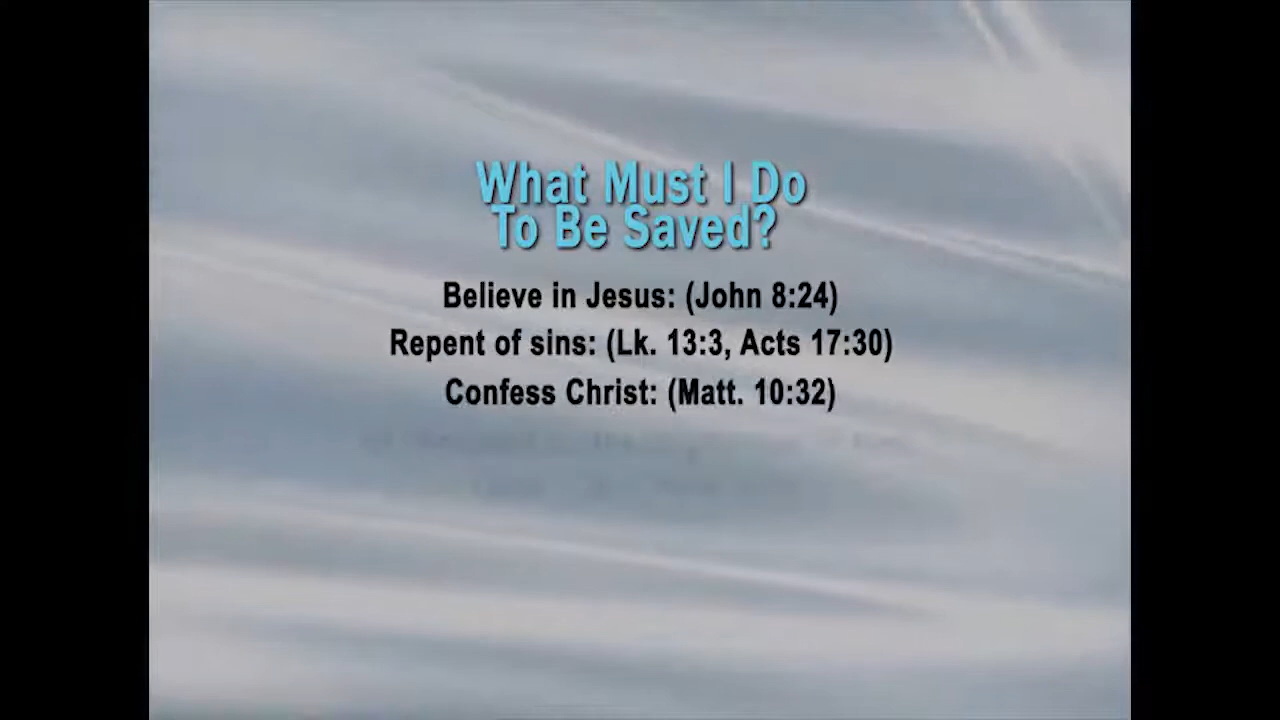 What Must I Do
To Be Saved?
Believe in Jesus: (John 8:24)
Repent of sins: (Lk. 13:3, Acts 17:30)
Confess Christ: (Matt. 10:32)